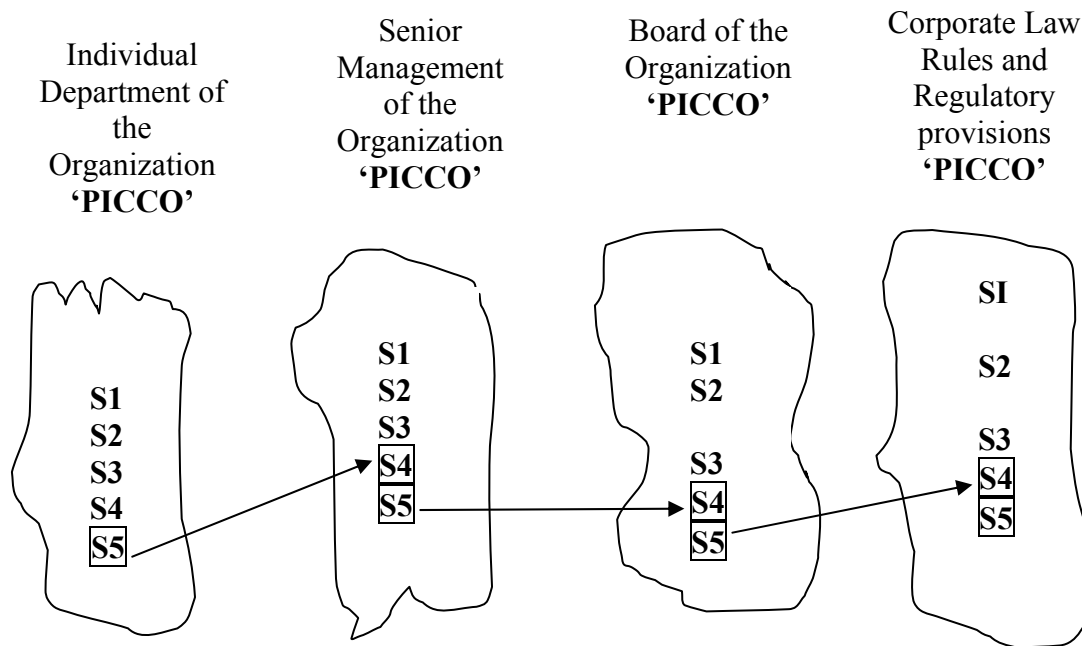 Individual
Department of
the
Organization
‘PICCO’
Senior
Management
of the
Organization
‘PICCO’
Board of the
Organization
‘PICCO’
Corporate Law
Rules and
Regulatory
provisions
‘PICCO’
S1
S2
S3
S4
S5
S1
S2
S3
S4
S5
S1
S2
S3
S4
S5
SI
S2
S3
S4
S5